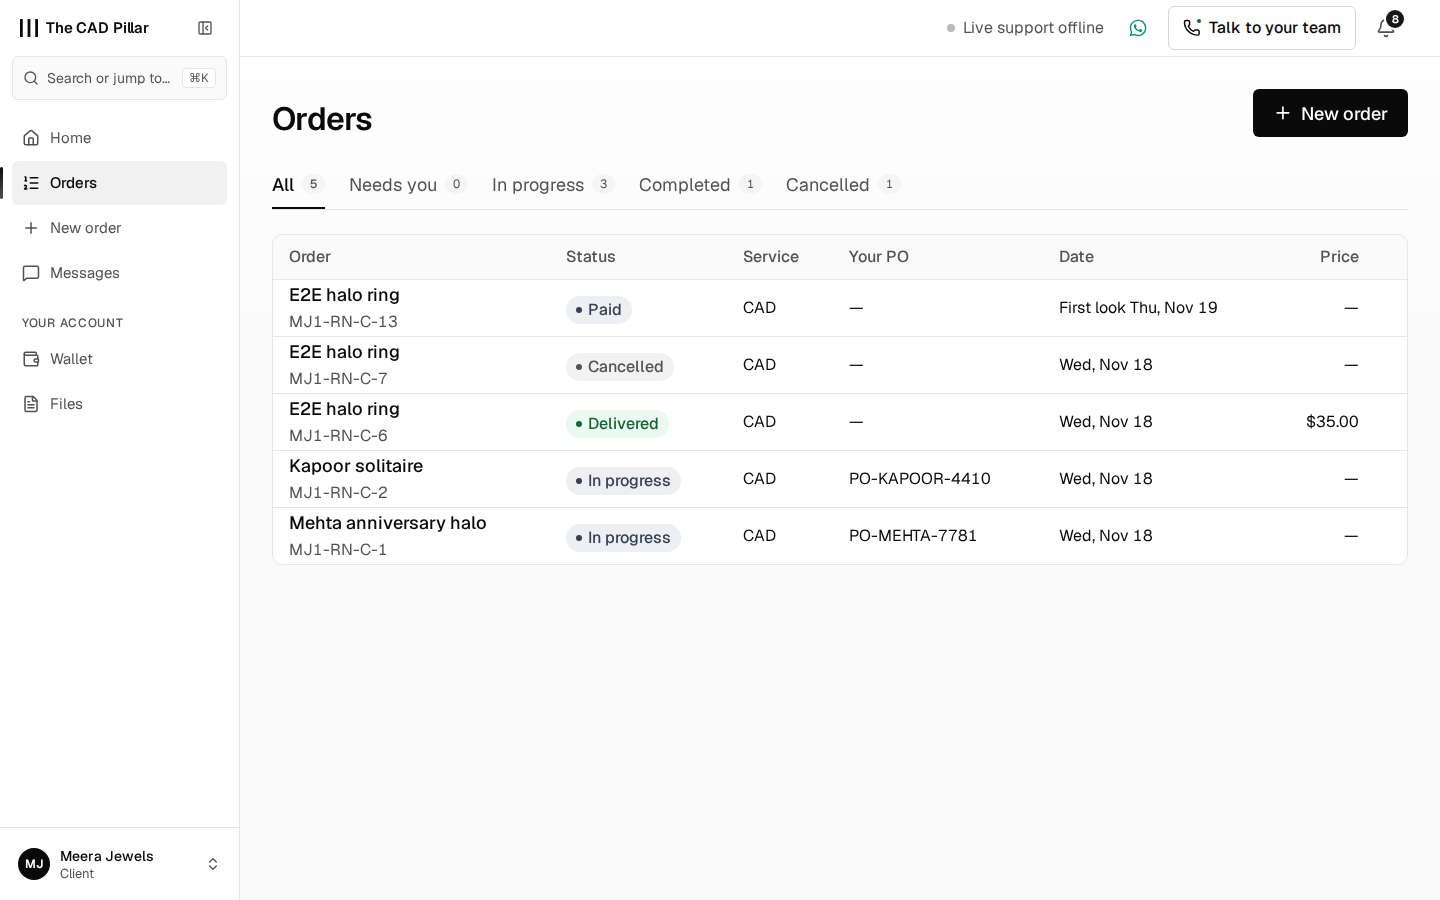 The CAD Pillar
Live support offline
Talk to your team
8
Search or jump to...
⌘K
Home
Orders
New order
Messages
YOUR ACCOUNT
Wallet
Files
MJ
Meera Jewels
Client
Orders
New order
All 5 Needs you 0 In progress 3 Completed 1 Cancelled 1
Order Status Service Your PO Date Price
E2E halo ring
MJ1-RN-C-13
Paid CAD — First look Thu, Nov 19 —
E2E halo ring
MJ1-RN-C-7
Cancelled CAD — Wed, Nov 18 —
E2E halo ring
MJ1-RN-C-6
Delivered CAD — Wed, Nov 18 $35.00
Kapoor solitaire
MJ1-RN-C-2
In progress CAD PO-KAPOOR-4410 Wed, Nov 18 —
Mehta anniversary halo
MJ1-RN-C-1
In progress CAD PO-MEHTA-7781 Wed, Nov 18 —